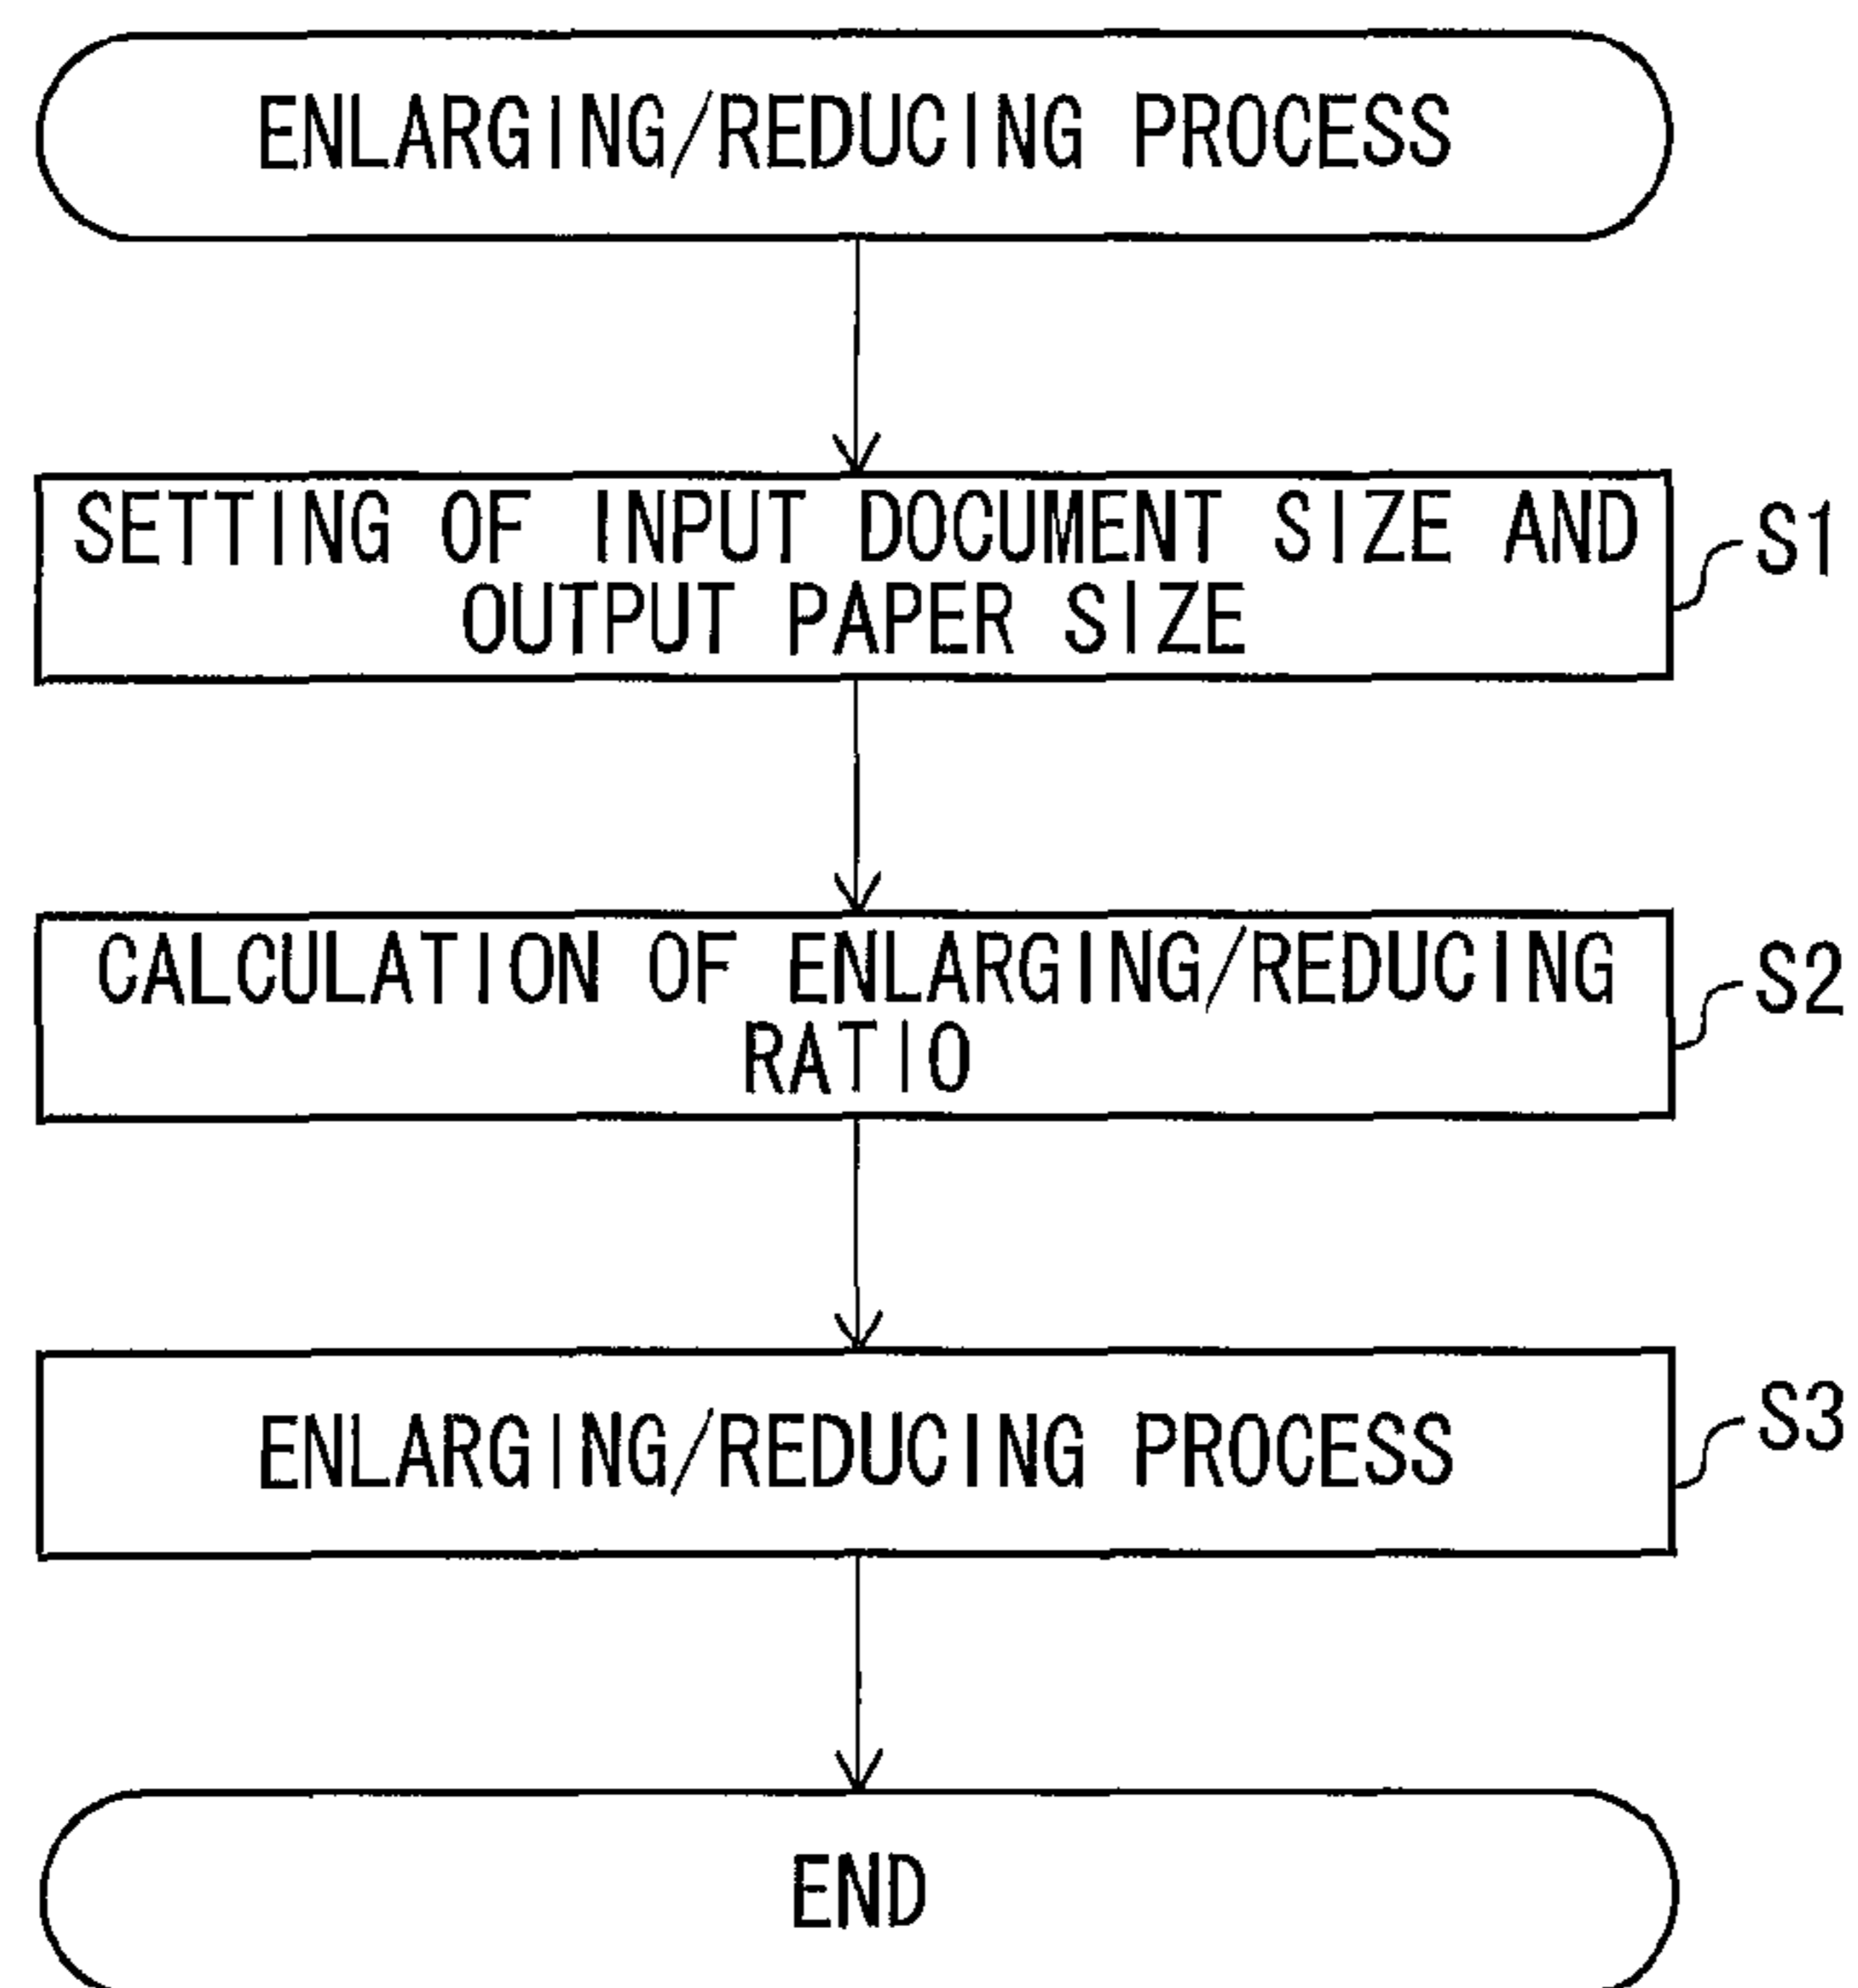 ENLARGING/REDUCING PROCESS
SETTING OF INPUT DOCUMENT SIZE AND
OUTPUT PAPER SIZE
S1
CALCULATION OF ENLARGING/REDUCING
RATIO
S2
ENLARGING/REDUCING PROCESS
S3
END